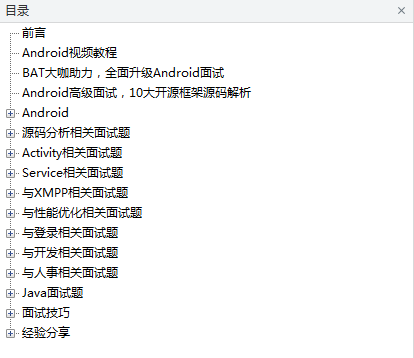 目录
前言
Android视频教程
BAT大咖助力，全面升级Android面试
Android高级面试，10大开源框架源码解析
Android
源码分析相关面试题
Activity相关面试题
Service相关面试题
与XMPP相关面试题
与性能优化相关面试题
与登录相关面试题
与开发相关面试题
与人事相关面试题
Java面试题
面试技巧
经验分享